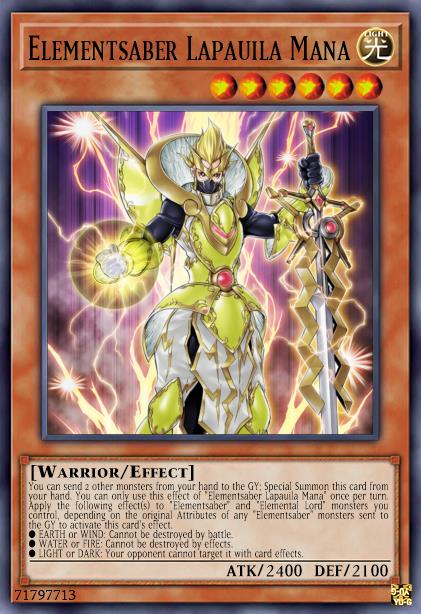 Elementsaber Lapauila Mana
LIGHT
光
[Warrior/Effect]
You can send 2 other monsters from your hand to the GY; Special Summon this card from
your hand. You can only use this effect of "Elementsaber Lapauila Mana" once per turn.
Apply the following effect(s) to "Elementsaber" and "Elemental Lord" monsters you
control, depending on the original Attributes of any "Elementsaber" monsters sent to
the GY to activate this card's effect.
● EARTH or WIND: Cannot be destroyed by battle.
● WATER or FIRE: Cannot be destroyed by effects.
● LIGHT or DARK: Your opponent cannot target it with card effects.
ATK/2400 DEF/2100
71797713